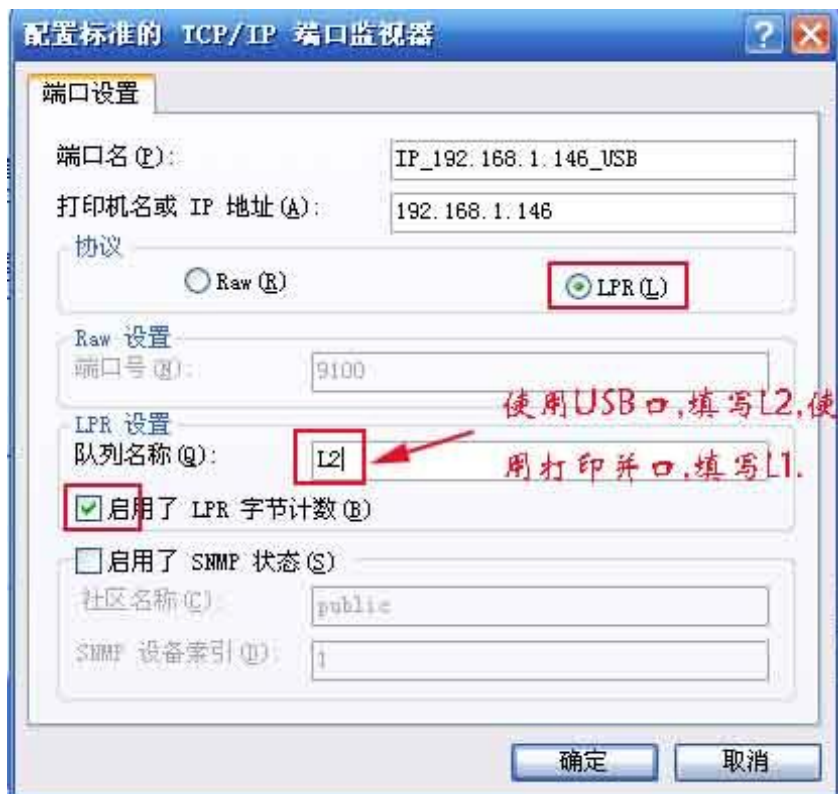 配置标准的 TCP/IP 端口监视器
端口设置
端口名(P):
IP_192.168.1.146_USB
打印机名或 IP 地址(A):
192.168.1.146
协议
Raw(R)
LPR(L)
Raw 设置
端口号(N):
9100
LPR 设置
队列名称(Q):
L2
使用USB口,填写L2,使
用打印并口,填写L1.
启用了 LPR 字节计数(B)
启用了 SNMP 状态(S)
社区名称(C):
public
SNMP 设备索引(D):
1
确定
取消